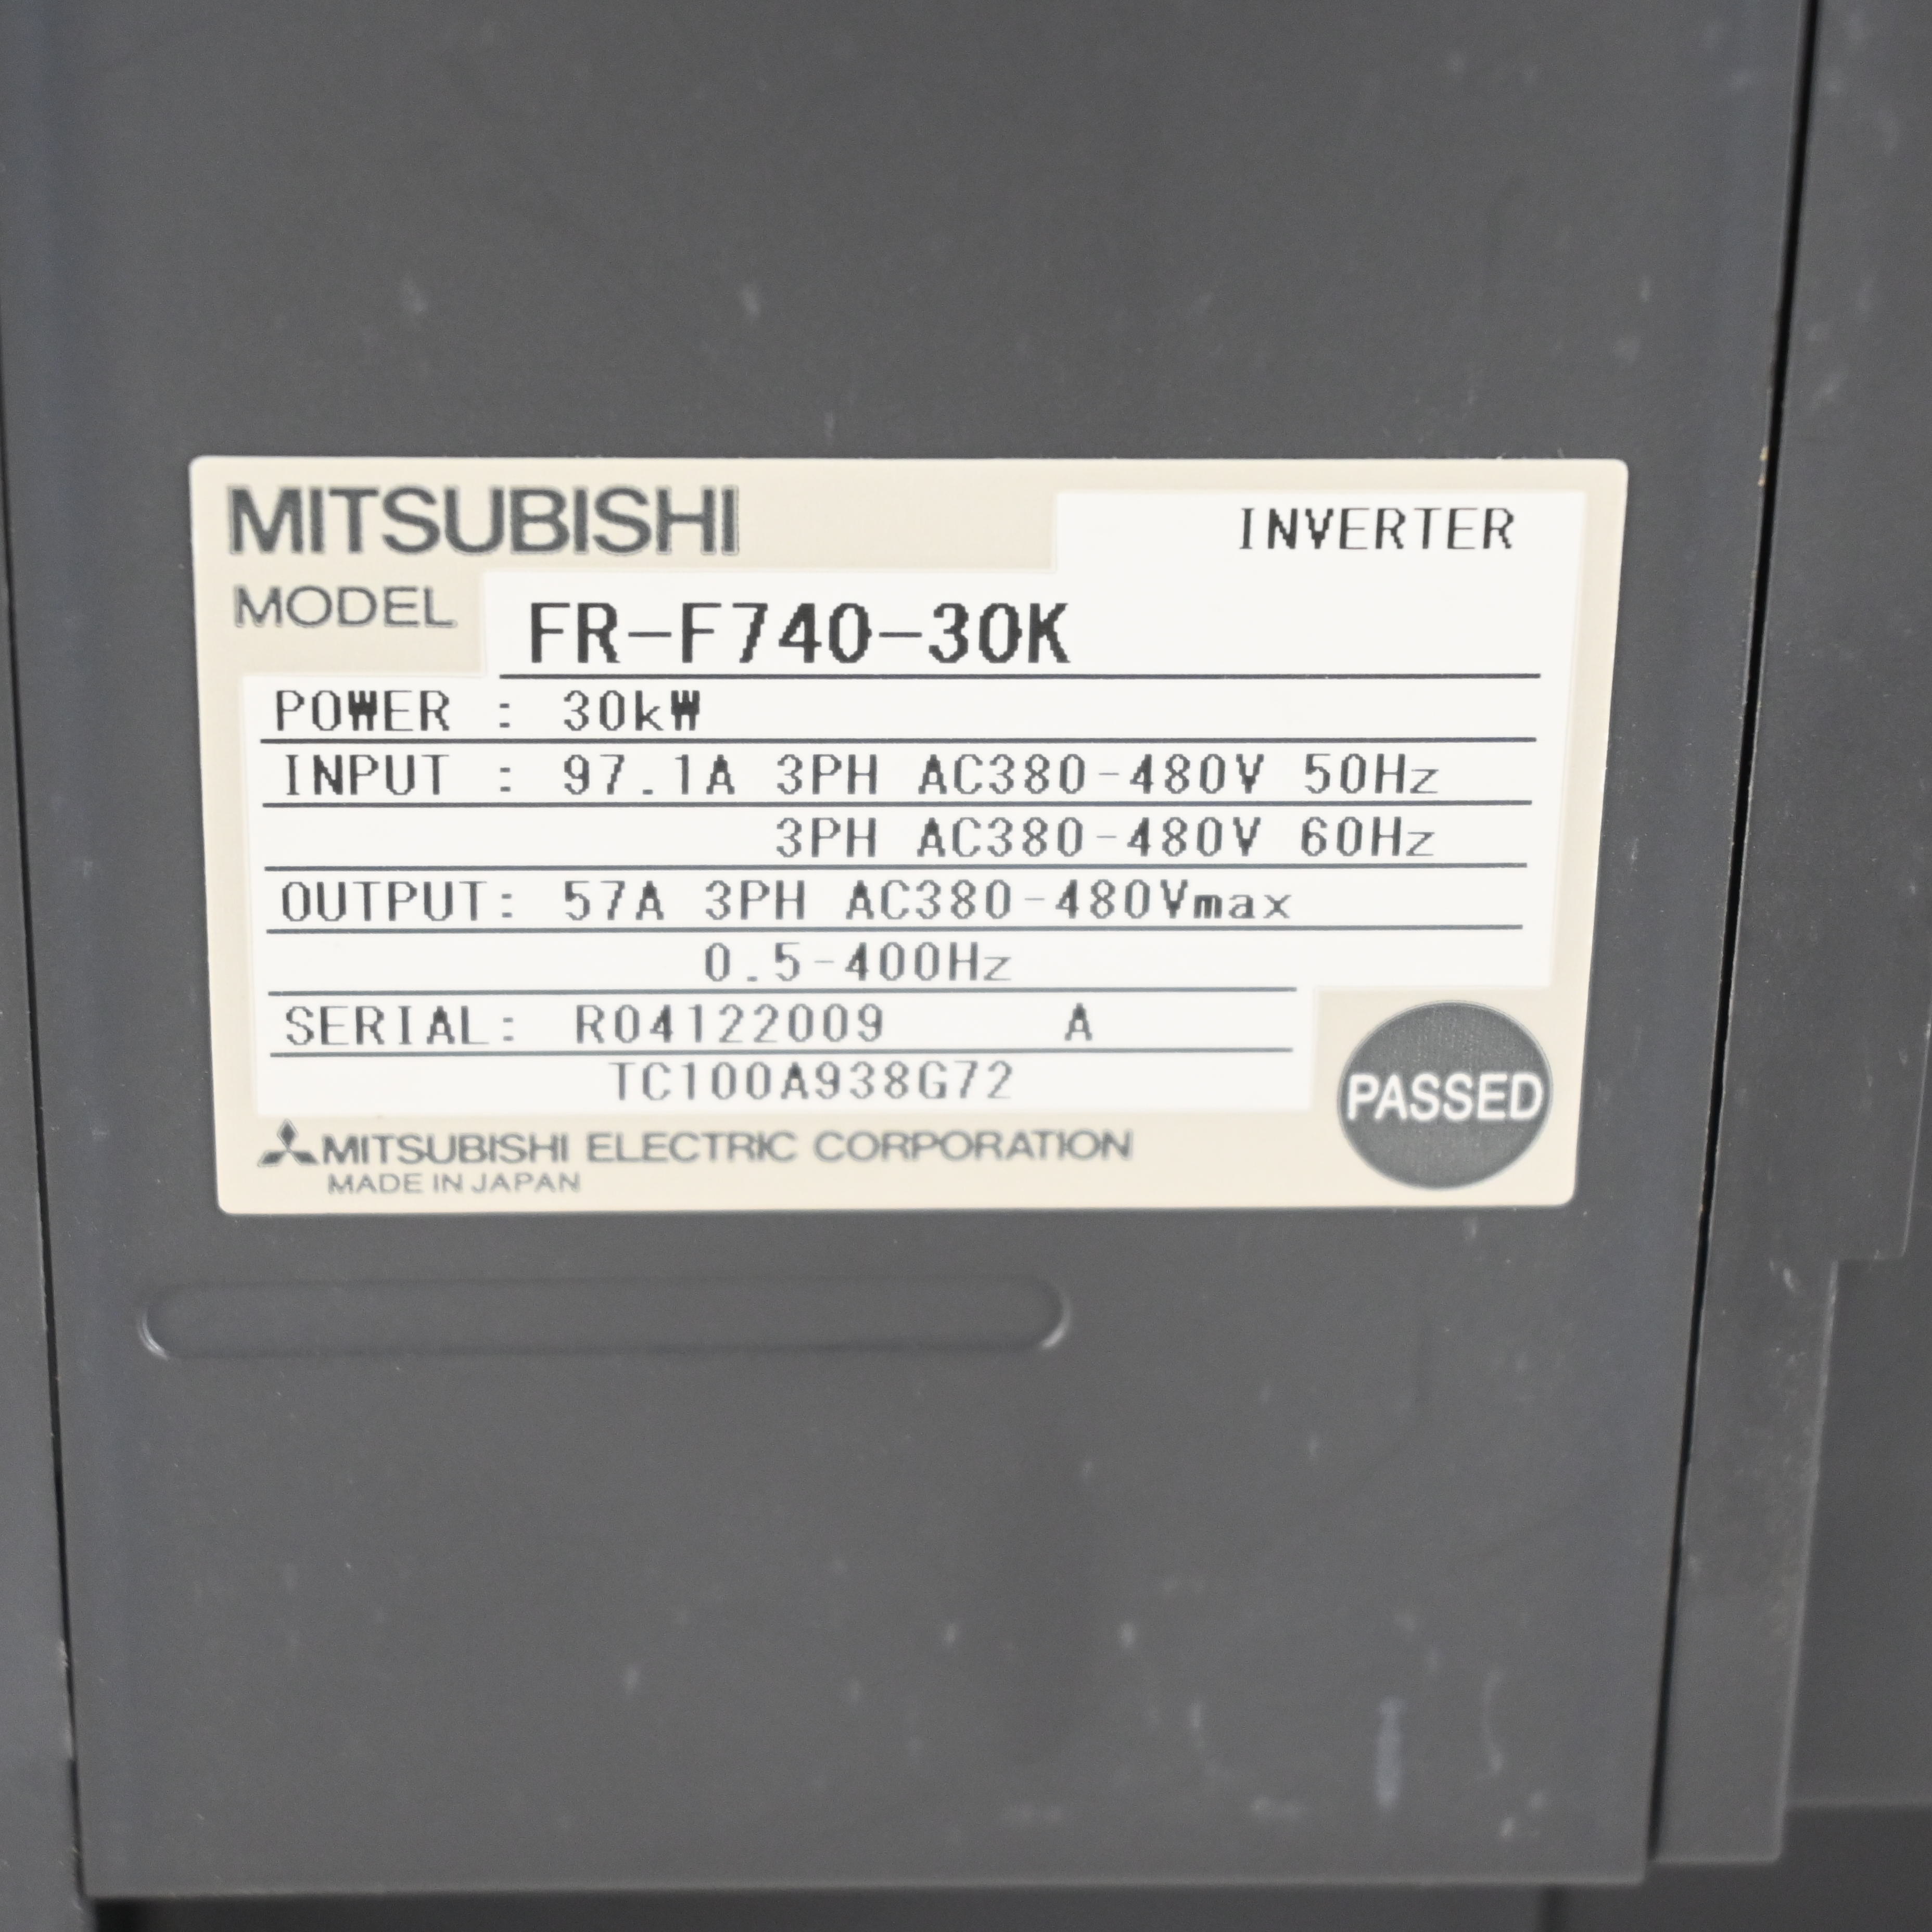 MITSUBISHI INVERTER
MODEL FR-F740-30K
POWER : 30kW
INPUT : 97.1A 3PH AC380-480V 50Hz
3PH AC380-480V 60Hz
OUTPUT: 57A 3PH AC380-480Vmax
0.5-400Hz
SERIAL: R04122009 A
TC100A938G72
PASSED
MITSUBISHI ELECTRIC CORPORATION
MADE IN JAPAN